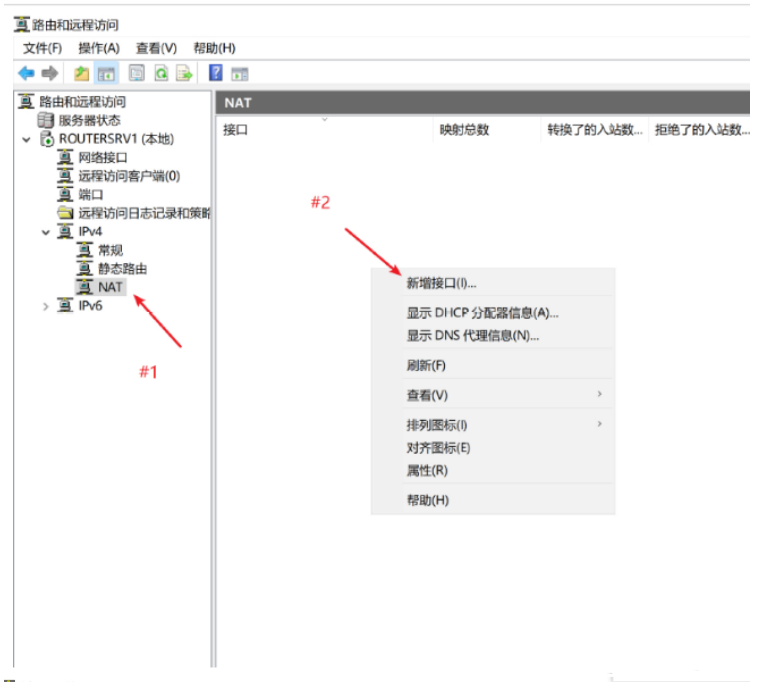 路由和远程访问
文件(F) 操作(A) 查看(V) 帮助(H)
路由和远程访问
服务器状态
ROUTERSRV1 (本地)
网络接口
远程访问客户端(0)
端口
远程访问日志记录和策略
IPv4
常规
静态路由
NAT
IPv6
#1
NAT
接口 映射总数 转换了的入站数... 拒绝了的入站数...
#2
新增接口(I)...
显示 DHCP 分配器信息(A)...
显示 DNS 代理信息(N)...
刷新(F)
查看(V)
排列图标(I)
对齐图标(E)
属性(R)
帮助(H)